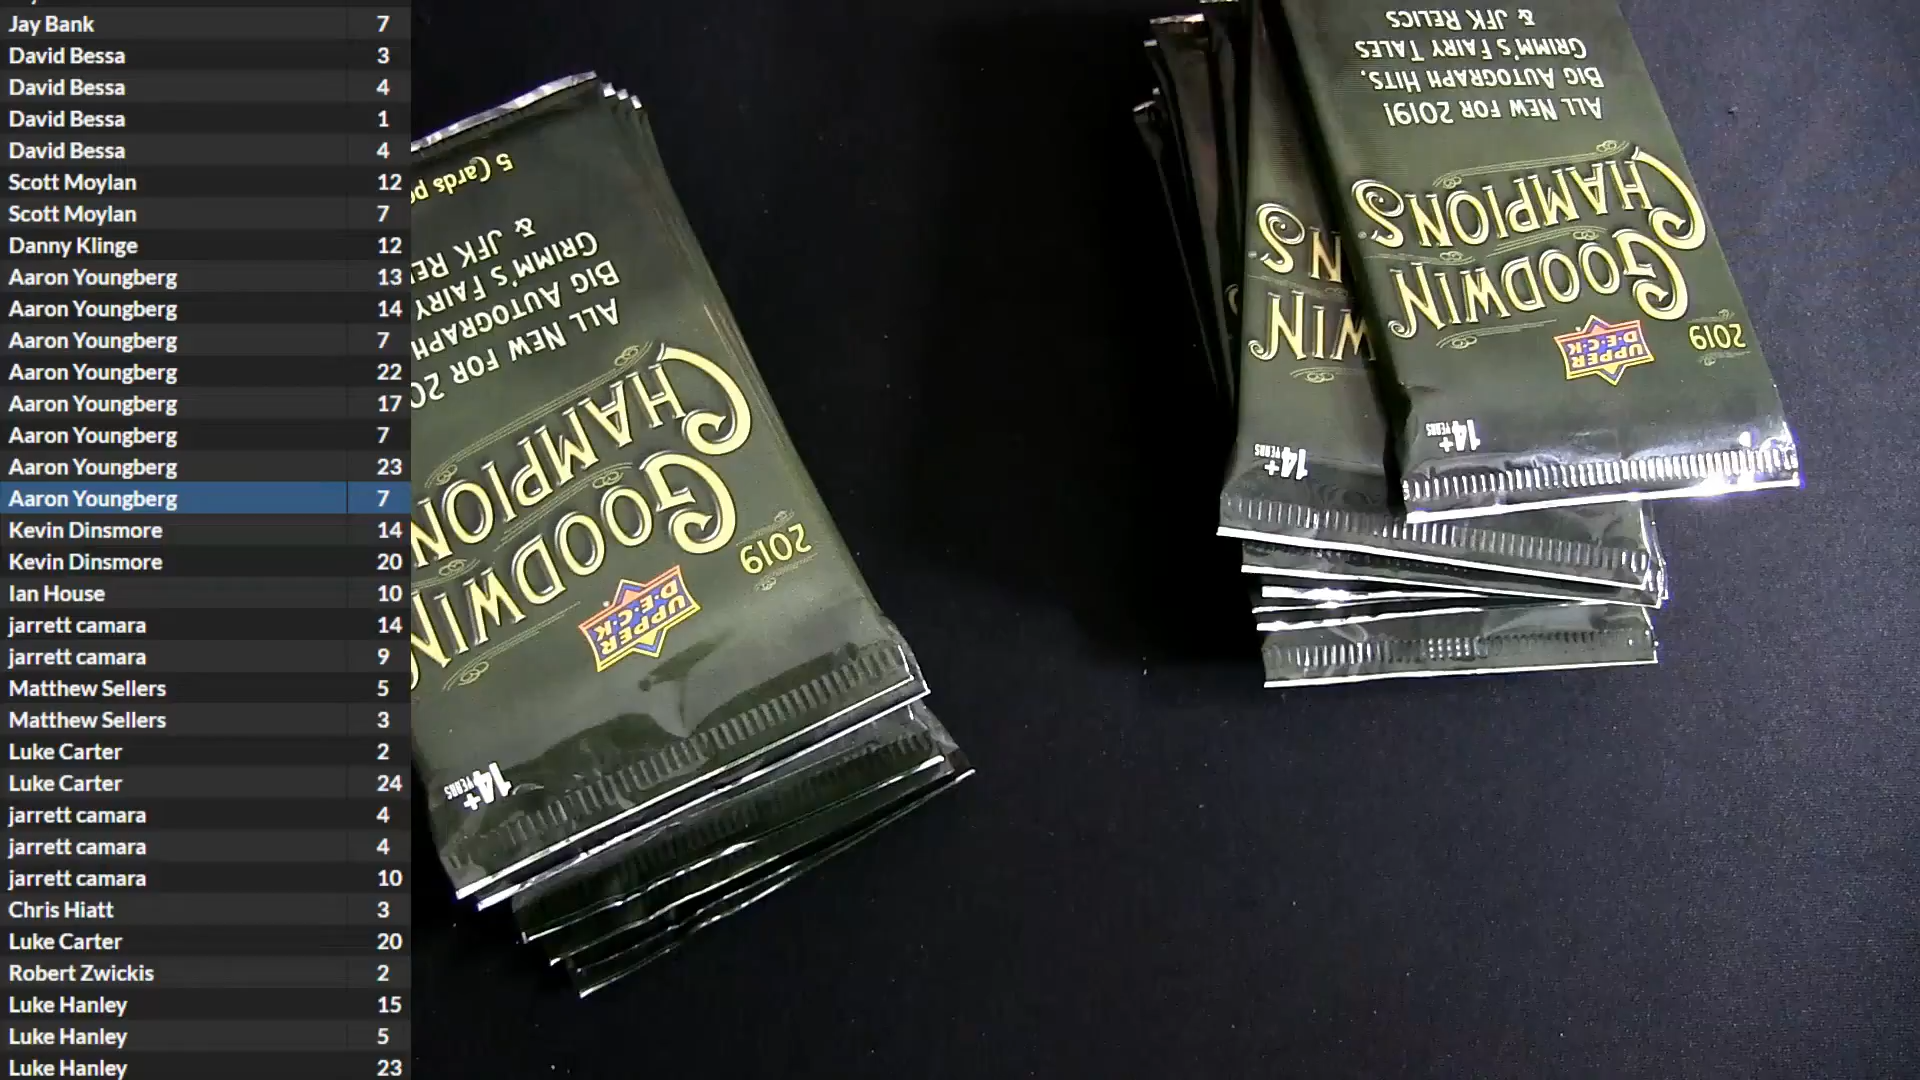 Jay Bank 7
David Bessa 3
David Bessa 4
David Bessa 1
David Bessa 4
Scott Moylan 12
Scott Moylan 7
Danny Klinge 12
Aaron Youngberg 13
Aaron Youngberg 14
Aaron Youngberg 7
Aaron Youngberg 22
Aaron Youngberg 17
Aaron Youngberg 7
Aaron Youngberg 23
Aaron Youngberg 7
Kevin Dinsmore 14
Kevin Dinsmore 20
Ian House 10
jarrett camara 14
jarrett camara 9
Matthew Sellers 5
Matthew Sellers 3
Luke Carter 2
Luke Carter 24
jarrett camara 4
jarrett camara 4
jarrett camara 10
Chris Hiatt 3
Luke Carter 20
Robert Zwickis 2
Luke Hanley 15
Luke Hanley 5
Luke Hanley 23
14+
YEARS
2019
UPPER
D·E·C·K
GOODWIN
CHAMPION
ALL NEW FOR 20
BIG AUTOGRAPH
GRIMM'S FAIRY
& JFK REL
5 Cards p
14+
YEARS
WIN
NS
14+
YEARS
2019
UPPER
D·E·C·K
GOODWIN
CHAMPIONS
ALL NEW FOR 2019!
BIG AUTOGRAPH HITS,
GRIMM'S FAIRY TALES
& JFK RELICS